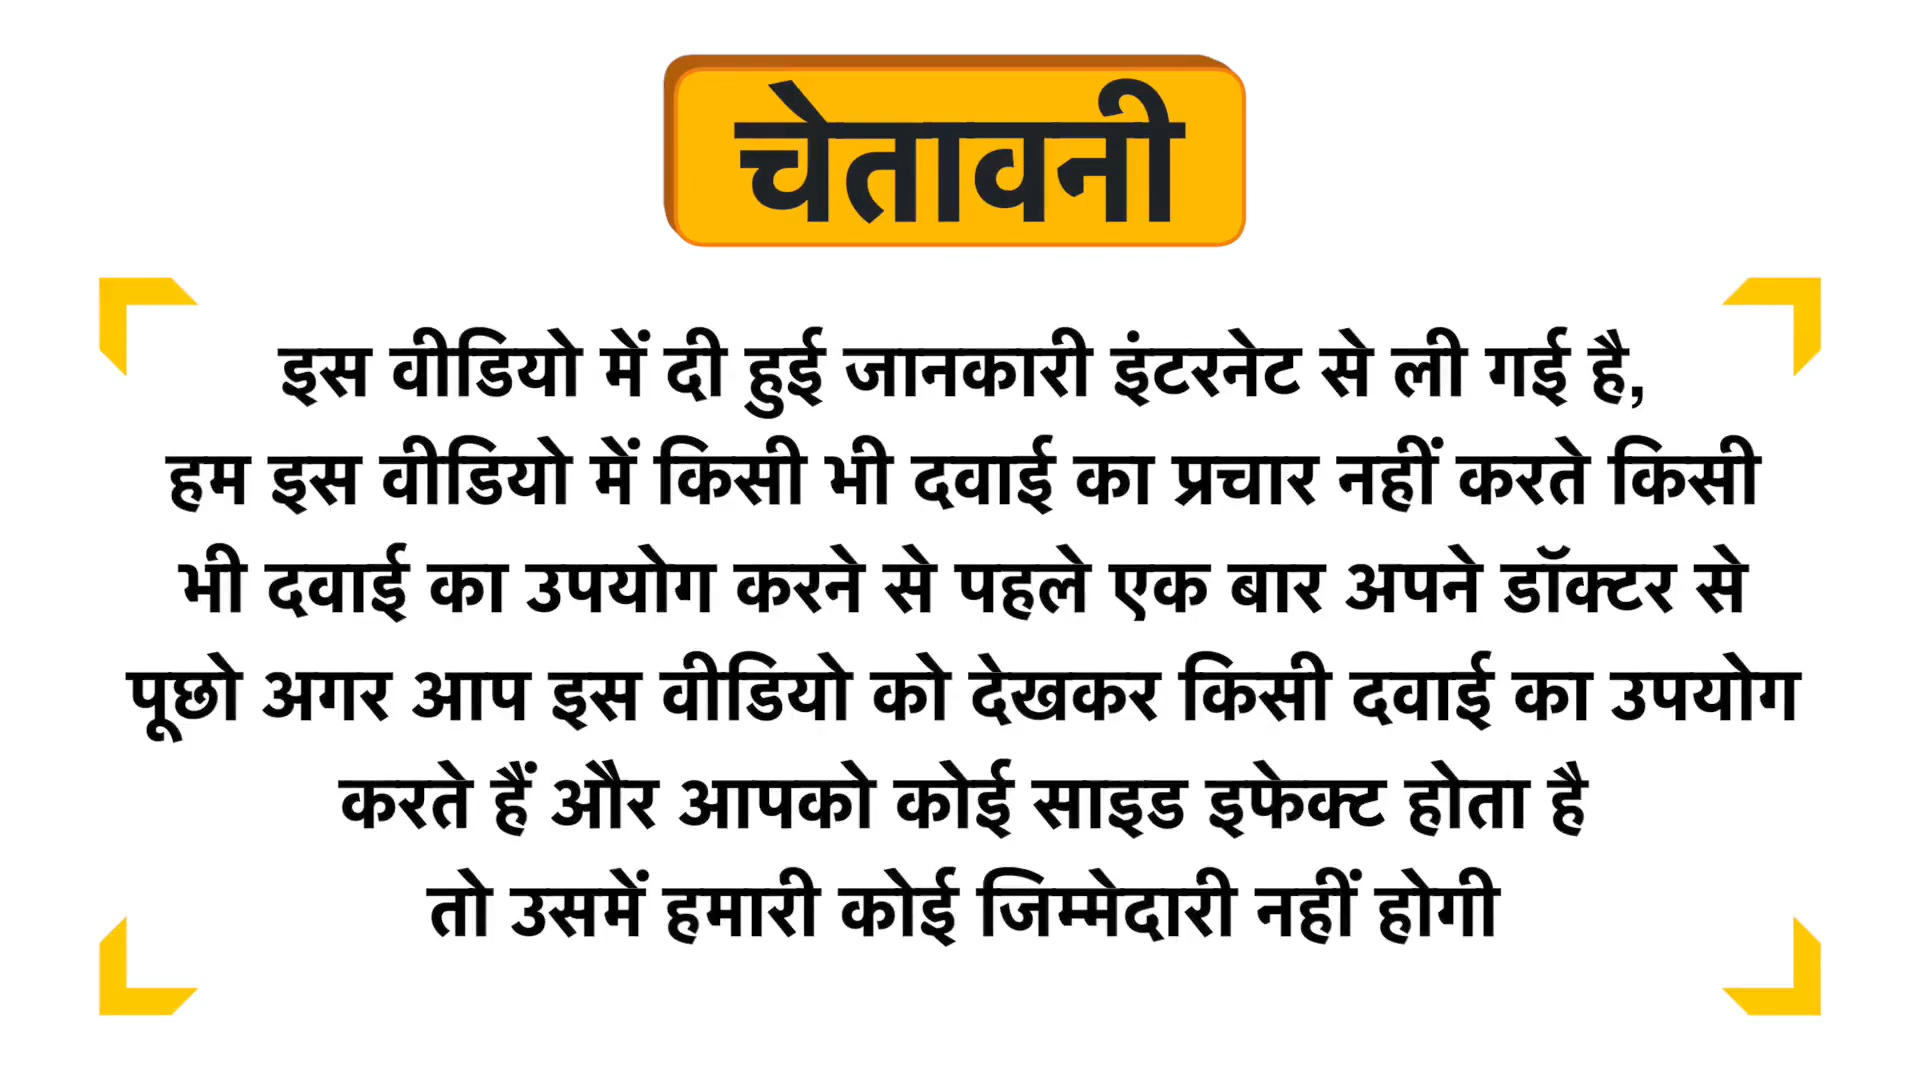 चेतावनी
इस वीडियो में दी हुई जानकारी इंटरनेट से ली गई है,
हम इस वीडियो में किसी भी दवाई का प्रचार नहीं करते किसी
भी दवाई का उपयोग करने से पहले एक बार अपने डॉक्टर से
पूछो अगर आप इस वीडियो को देखकर किसी दवाई का उपयोग
करते हैं और आपको कोई साइड इफेक्ट होता है
तो उसमें हमारी कोई जिम्मेदारी नहीं होगी